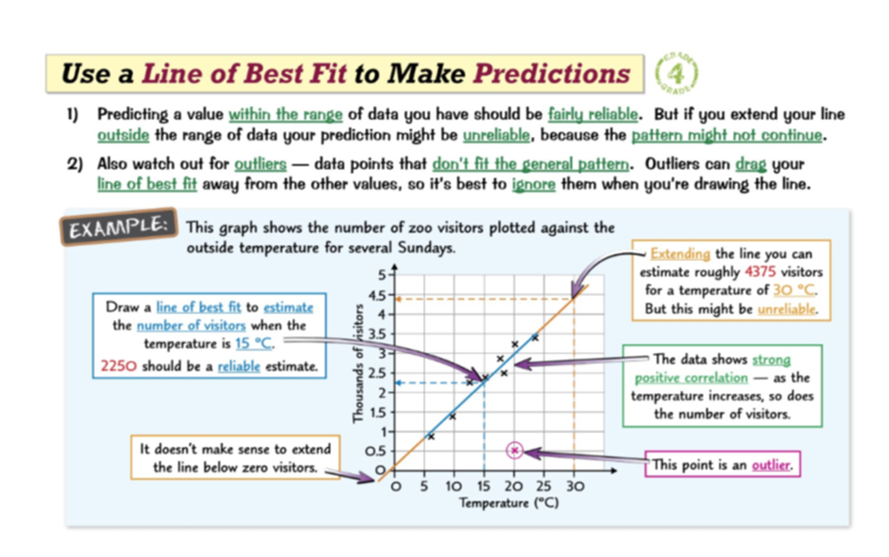 Use a Line of Best Fit to Make Predictions
GRADE 4 GRADE
1) Predicting a value within the range of data you have should be fairly reliable. But if you extend your line
outside the range of data your prediction might be unreliable, because the pattern might not continue.
2) Also watch out for outliers — data points that don't fit the general pattern. Outliers can drag your
line of best fit away from the other values, so it's best to ignore them when you're drawing the line.
EXAMPLE:
This graph shows the number of zoo visitors plotted against the
outside temperature for several Sundays.
Draw a line of best fit to estimate
the number of visitors when the
temperature is 15 °C.
2250 should be a reliable estimate.
It doesn't make sense to extend
the line below zero visitors.
Thousands of visitors
5
4.5
4
3.5
3
2.5
2
1.5
1
0.5
0
0 5 10 15 20 25 30
Temperature (°C)
Extending the line you can
estimate roughly 4375 visitors
for a temperature of 30 °C.
But this might be unreliable.
The data shows strong
positive correlation — as the
temperature increases, so does
the number of visitors.
This point is an outlier.